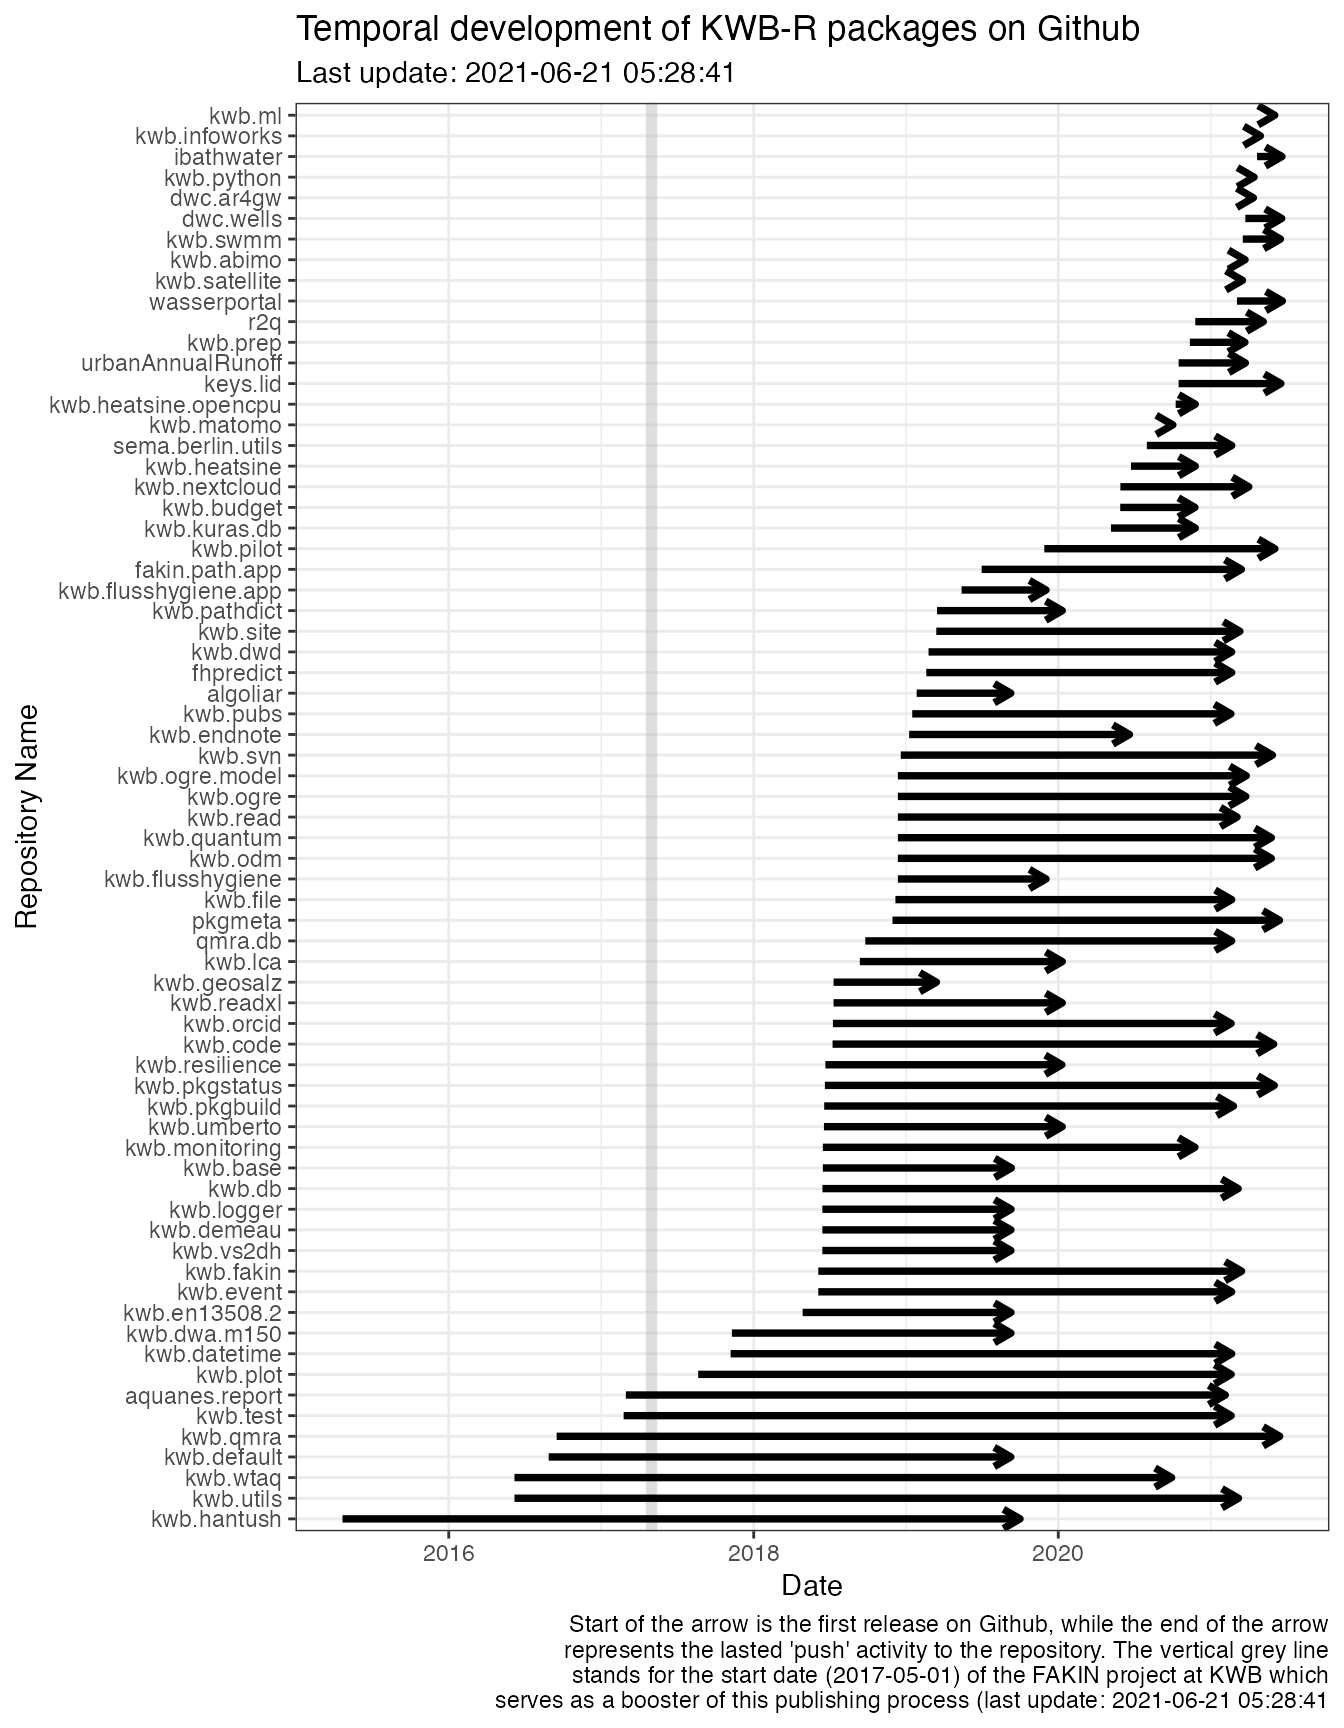 Temporal development of KWB-R packages on Github
Last update: 2021-06-21 05:28:41
kwb.ml
kwb.infoworks
ibathwater
kwb.python
dwc.ar4gw
dwc.wells
kwb.swmm
kwb.abimo
kwb.satellite
wasserportal
r2q
kwb.prep
urbanAnnualRunoff
keys.lid
kwb.heatsine.opencpu
kwb.matomo
sema.berlin.utils
kwb.heatsine
kwb.nextcloud
kwb.budget
kwb.kuras.db
kwb.pilot
fakin.path.app
kwb.flusshygiene.app
kwb.pathdict
kwb.site
kwb.dwd
fhpredict
algoliar
kwb.pubs
kwb.endnote
kwb.svn
kwb.ogre.model
kwb.ogre
kwb.read
kwb.quantum
kwb.odm
kwb.flusshygiene
kwb.file
pkgmeta
qmra.db
kwb.lca
kwb.geosalz
kwb.readxl
kwb.orcid
kwb.code
kwb.resilience
kwb.pkgstatus
kwb.pkgbuild
kwb.umberto
kwb.monitoring
kwb.base
kwb.db
kwb.logger
kwb.demeau
kwb.vs2dh
kwb.fakin
kwb.event
kwb.en13508.2
kwb.dwa.m150
kwb.datetime
kwb.plot
aquanes.report
kwb.test
kwb.qmra
kwb.default
kwb.wtaq
kwb.utils
kwb.hantush
Repository Name
2016 2018 2020
Date
Start of the arrow is the first release on Github, while the end of the arrow
represents the lasted 'push' activity to the repository. The vertical grey line
stands for the start date (2017-05-01) of the FAKIN project at KWB which
serves as a booster of this publishing process (last update: 2021-06-21 05:28:41